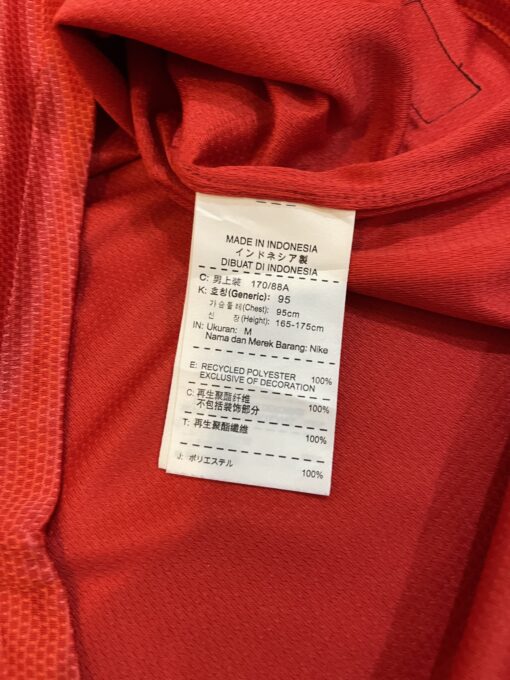 MADE IN INDONESIA
インドネシア製
DIBUAT DI INDONESIA
C: 男上装 170/88A
K: 호칭(Generic): 95
가슴둘레(Chest): 95cm
신 장(Height): 165-175cm
IN: Ukuran: M
Nama dan Merek Barang: Nike
E: RECYCLED POLYESTER 100%
EXCLUSIVE OF DECORATION
C: 再生聚酯纤维 100%
不包括装饰部分
T: 再生聚酯纖維 100%
J: ポリエステル 100%